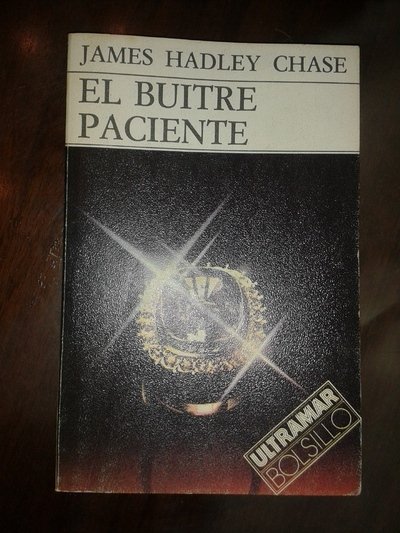 JAMES HADLEY CHASE
EL BUITRE
PACIENTE
ULTRAMAR
BOLSILLO